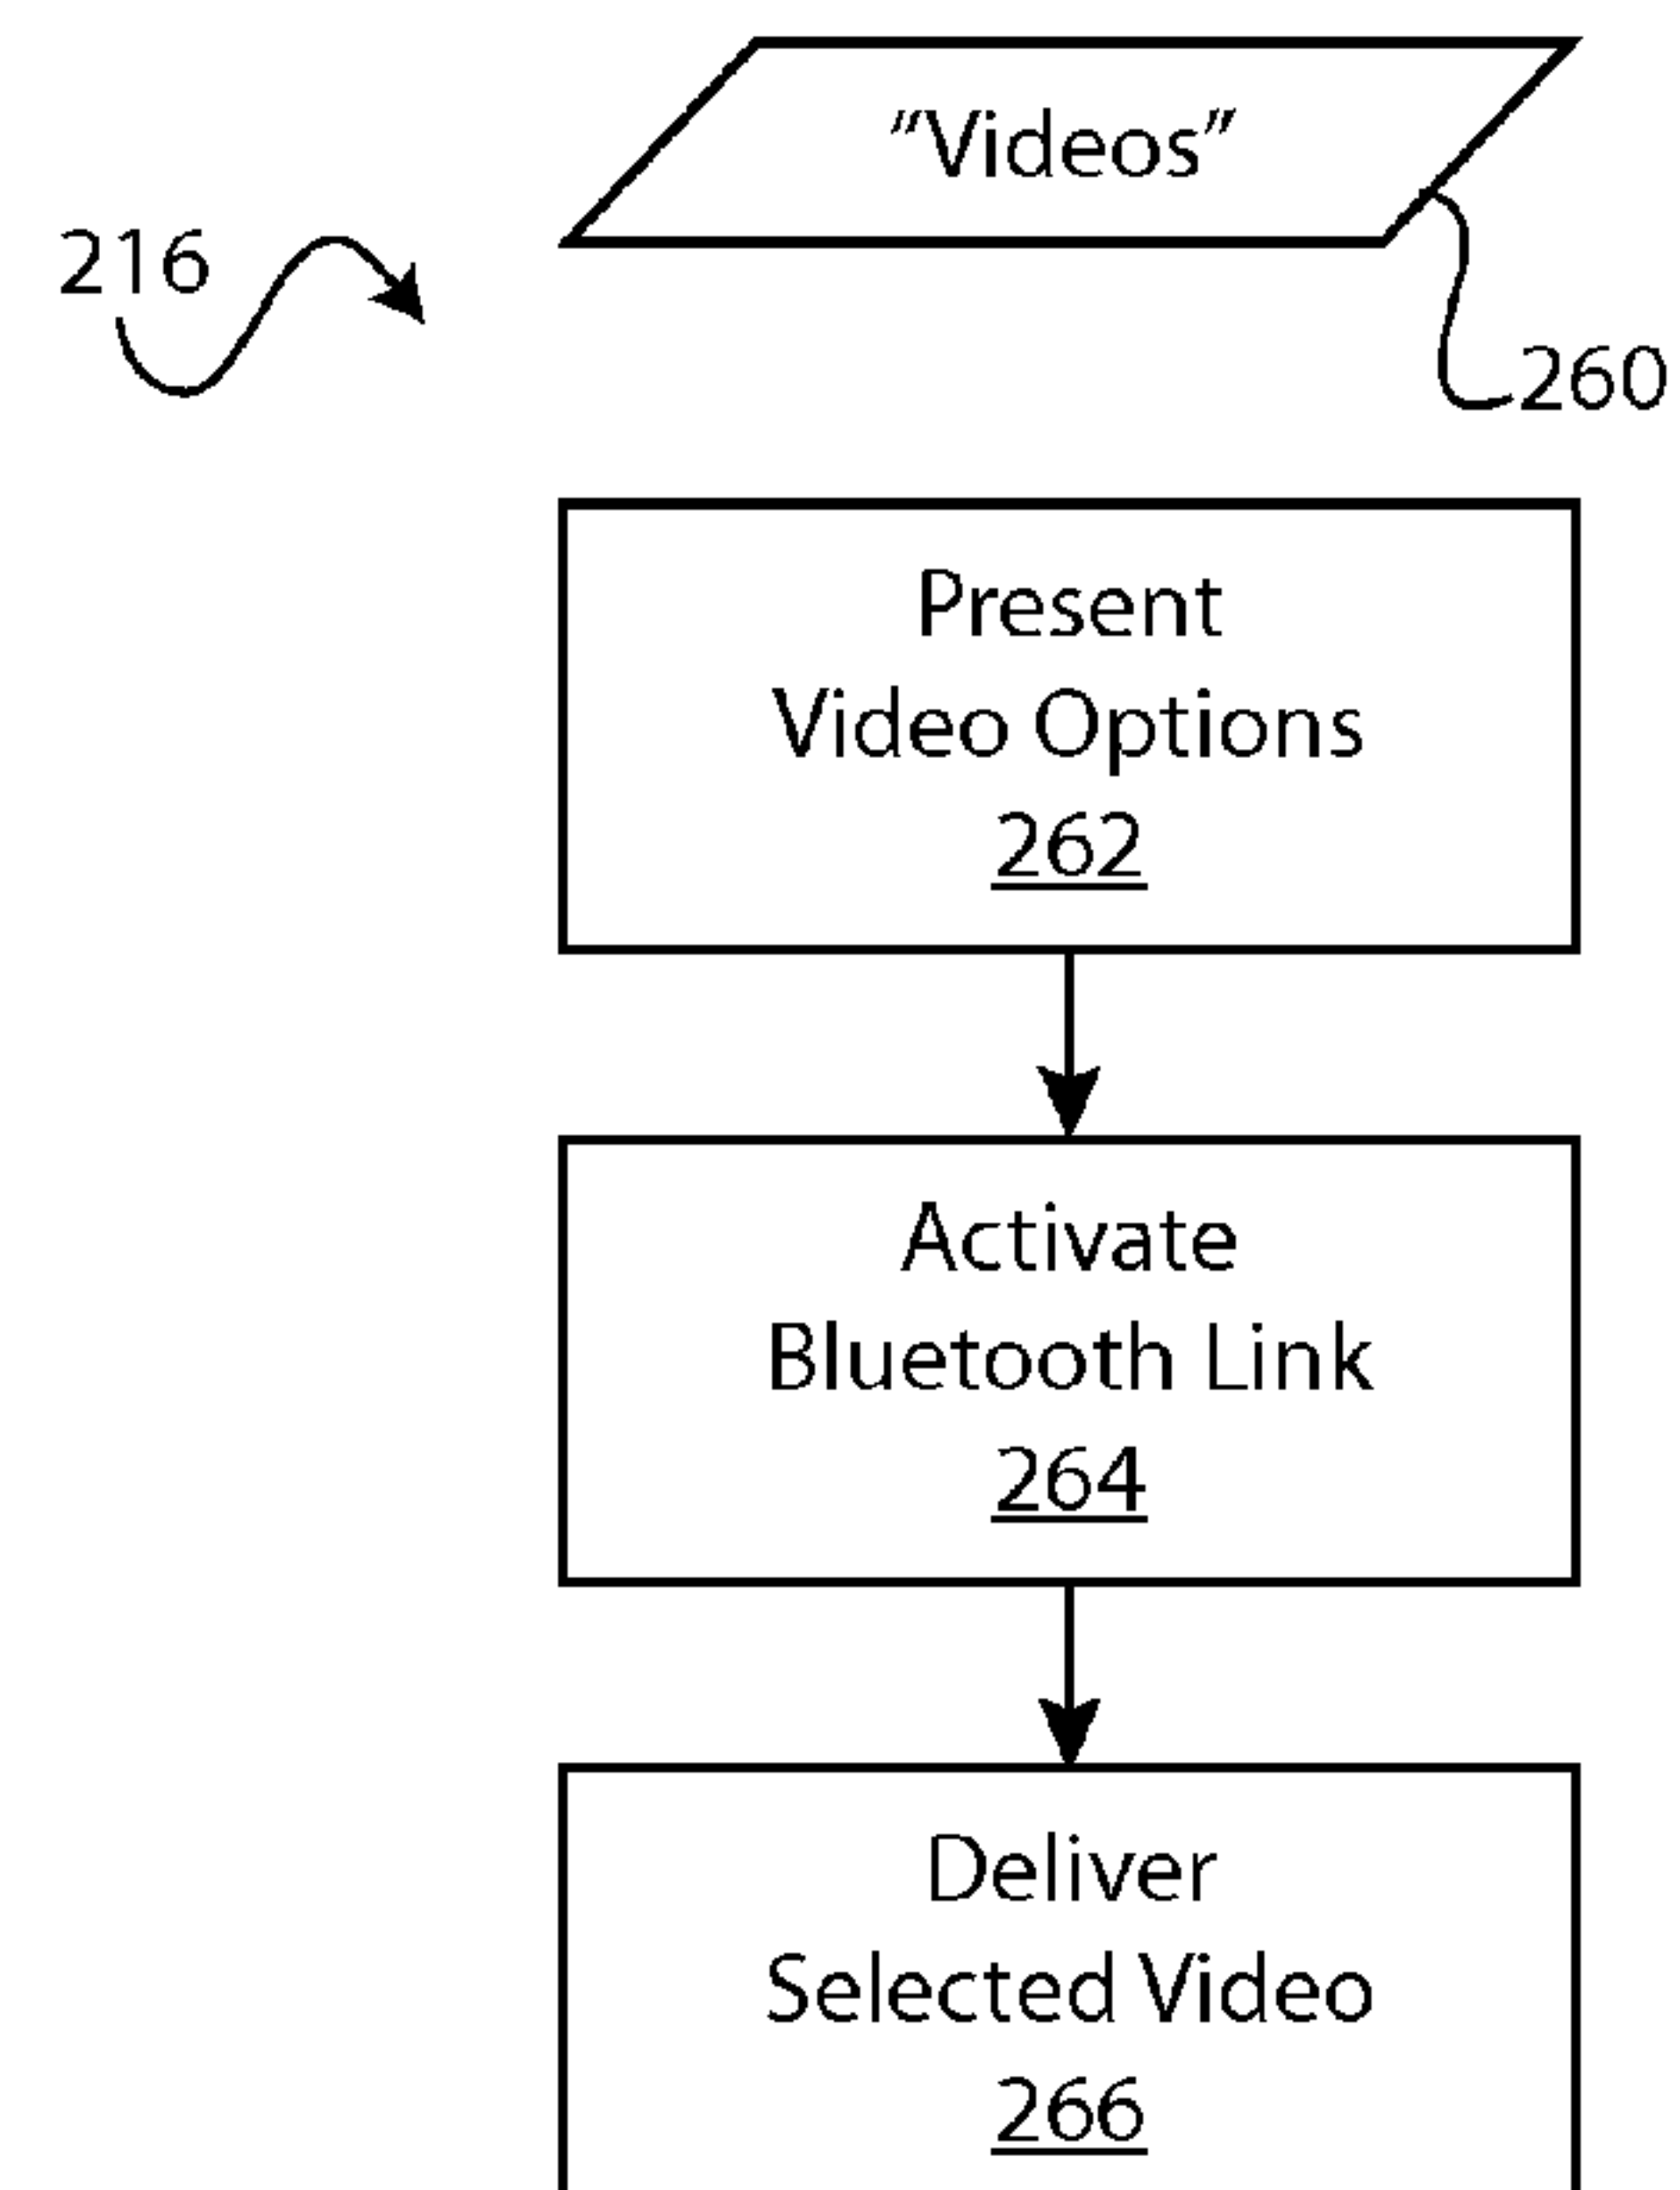 "Videos"
216
260
Present
Video Options
262
Activate
Bluetooth Link
264
Deliver
Selected Video
266